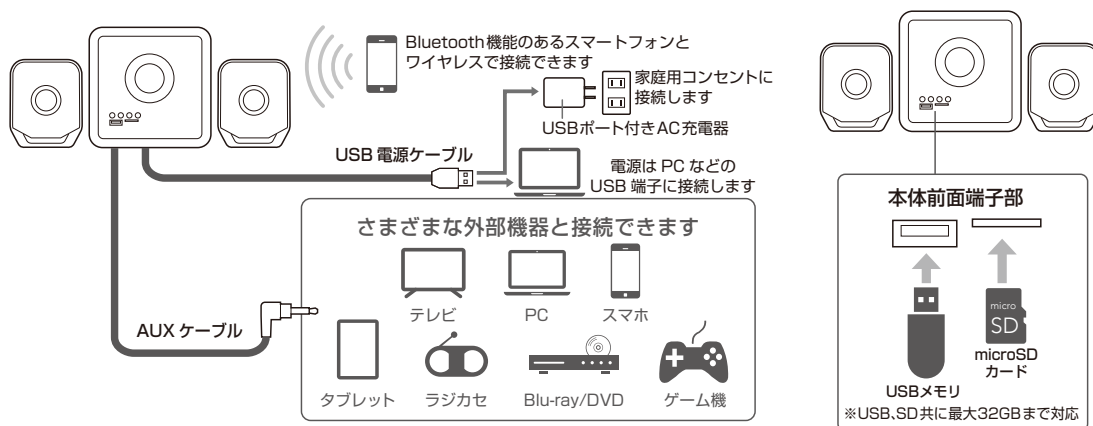 Bluetooth機能のあるスマートフォンと
ワイヤレスで接続できます
家庭用コンセントに
接続します
USBポート付きAC充電器
USB 電源ケーブル
電源は PC などの
USB 端子に接続します
さまざまな外部機器と接続できます
テレビ
PC
スマホ
AUX ケーブル
タブレット
ラジカセ
Blu-ray/DVD
ゲーム機
本体前面端子部
micro
SD
microSD
カード
USBメモリ
※USB、SD共に最大32GBまで対応